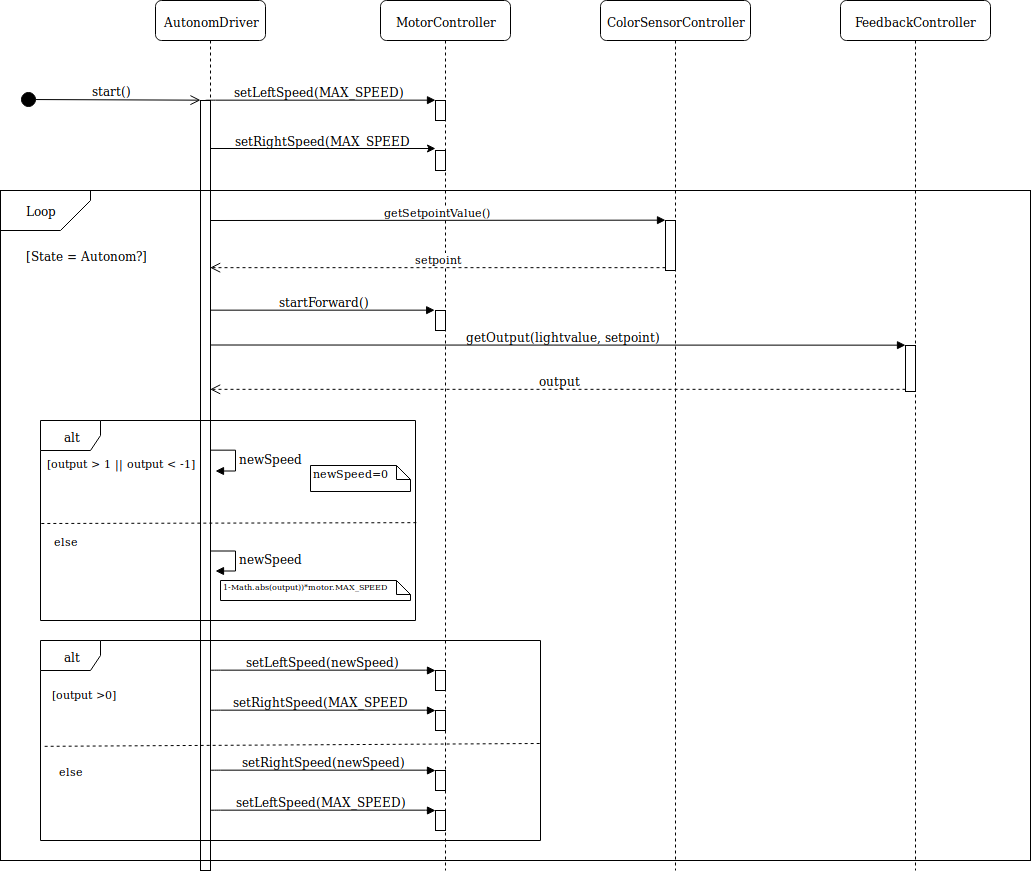 AutonomDriver
MotorController
ColorSensorController
FeedbackController
start()
setLeftSpeed(MAX_SPEED)
setRightSpeed(MAX_SPEED
Loop
getSetpointValue()
[State = Autonom?]
setpoint
startForward()
getOutput(lightvalue, setpoint)
output
alt
[output > 1 || output < -1]
newSpeed
newSpeed=0
else
newSpeed
1-Math.abs(output))*motor.MAX_SPEED
alt
setLeftSpeed(newSpeed)
[output >0]
setRightSpeed(MAX_SPEED
else
setRightSpeed(newSpeed)
setLeftSpeed(MAX_SPEED)